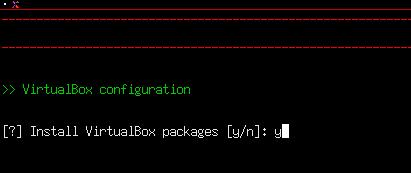 >> VirtualBox configuration
[?] Install VirtualBox packages [y/n]: y